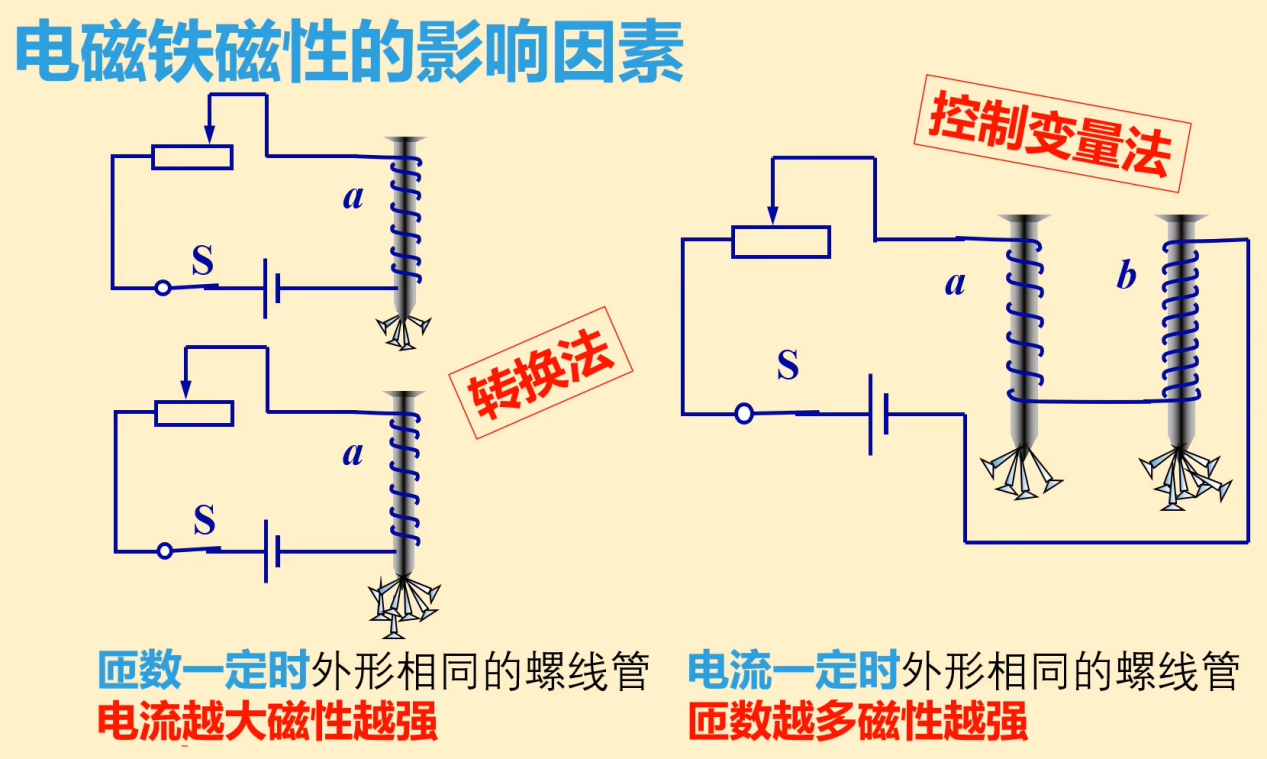 电磁铁磁性的影响因素
控制变量法
a
S
转换法
a
S
a
b
S
匝数一定时外形相同的螺线管
电流越大磁性越强
电流一定时外形相同的螺线管
匝数越多磁性越强